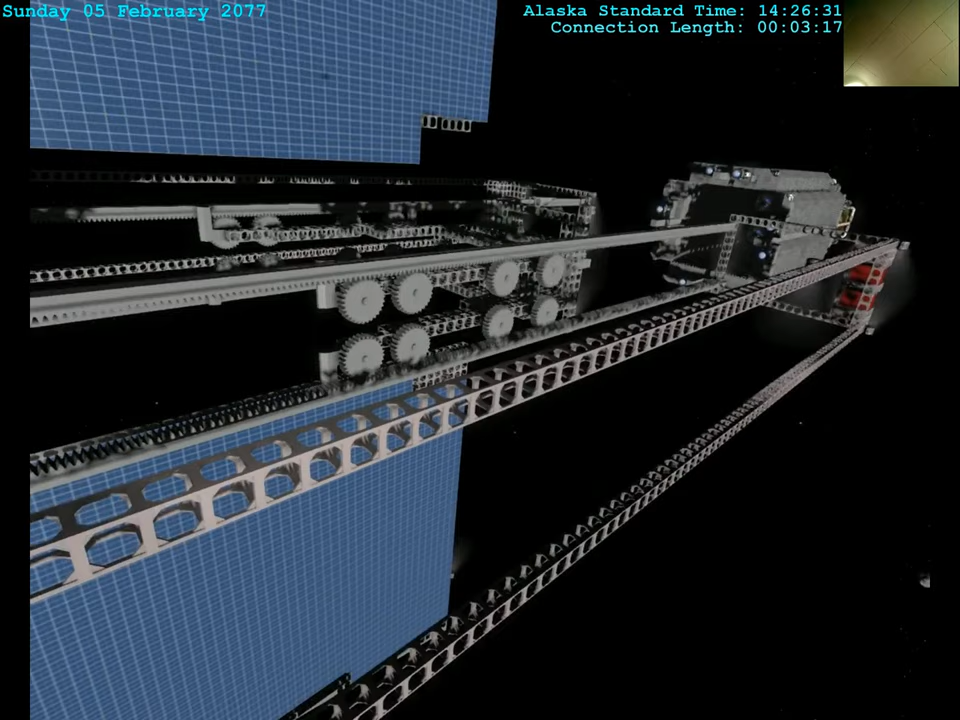 Sunday 05 February 2077
Alaska Standard Time: 14:26:31
Connection Length: 00:03:17